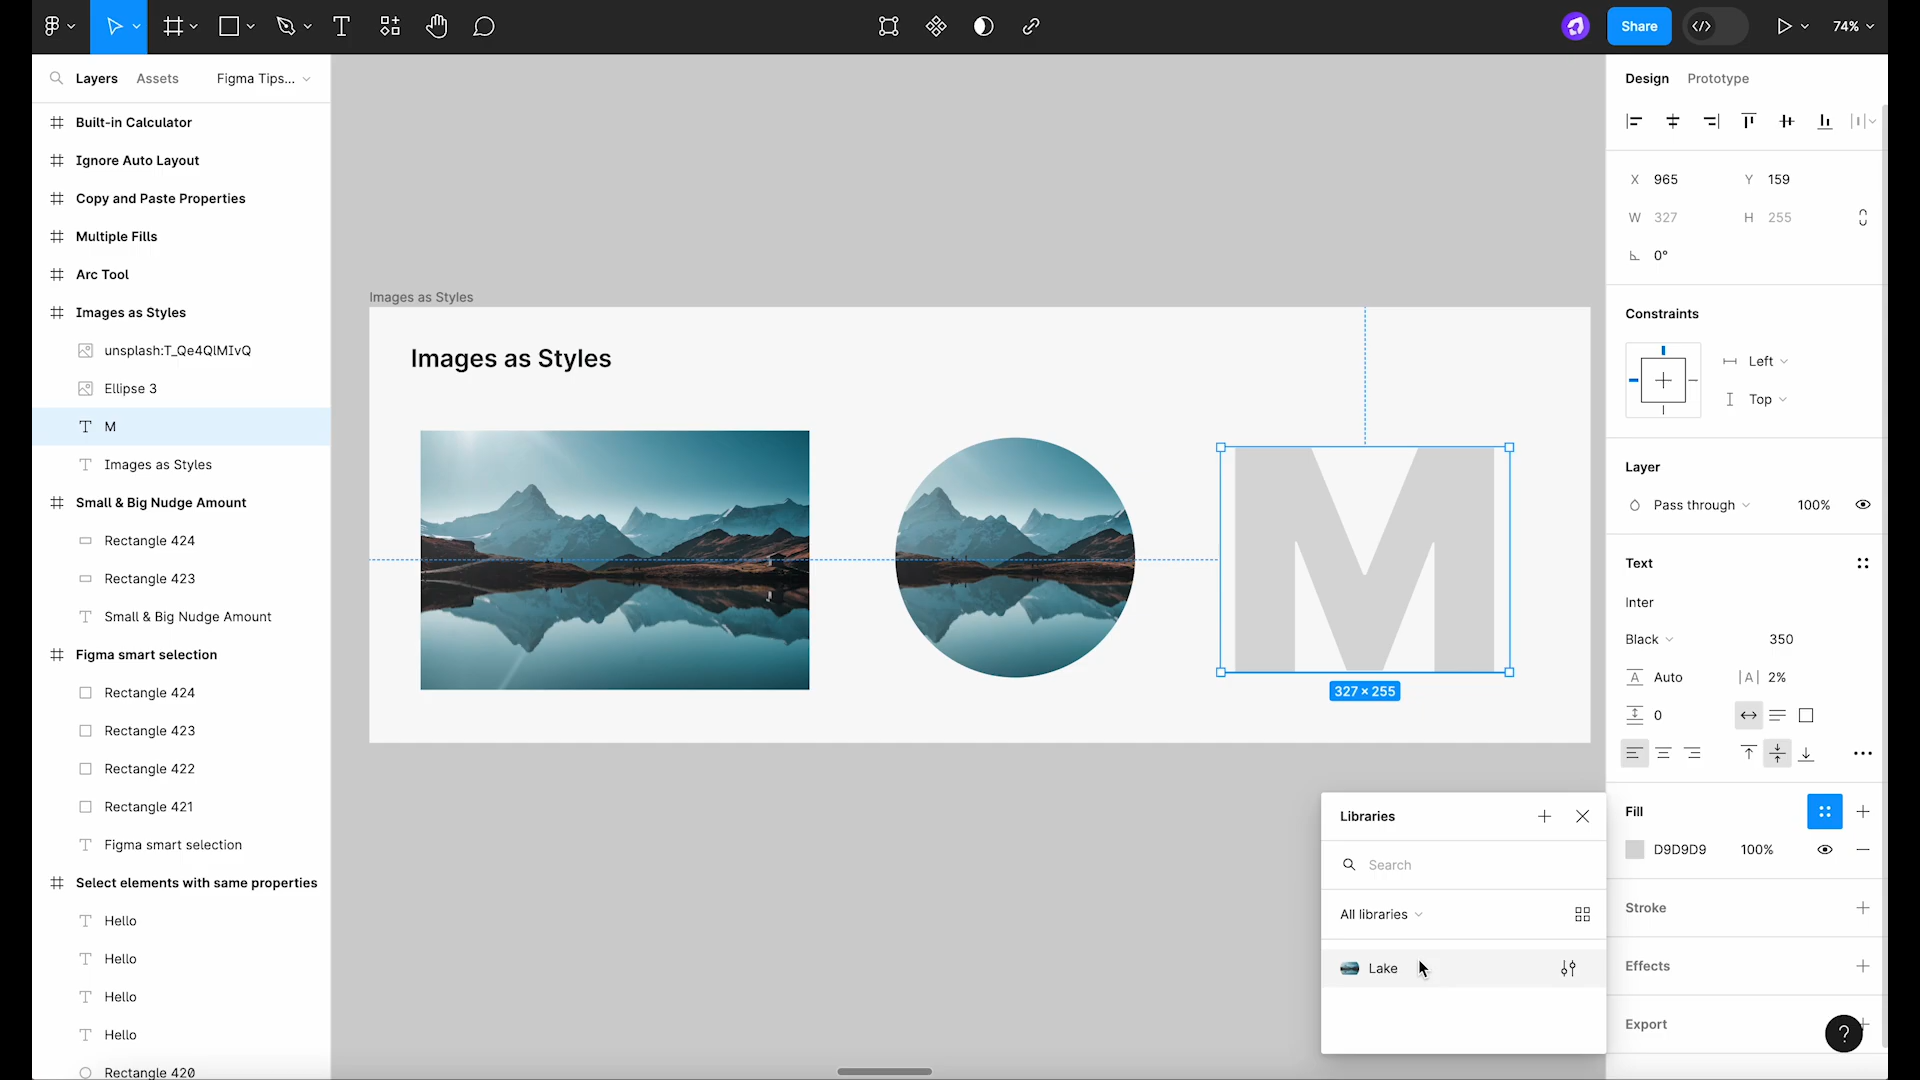 Share
74%
Layers
Assets
Figma Tips...
Design
Prototype
Built-in Calculator
Ignore Auto Layout
Copy and Paste Properties
Multiple Fills
Arc Tool
Images as Styles
unsplash:T_Qe4QlMIvQ
Ellipse 3
M
Images as Styles
Small & Big Nudge Amount
Rectangle 424
Rectangle 423
Small & Big Nudge Amount
Figma smart selection
Rectangle 424
Rectangle 423
Rectangle 422
Rectangle 421
Figma smart selection
Select elements with same properties
Hello
Hello
Hello
Hello
Rectangle 420
Images as Styles
Images as Styles
M
327 × 255
Libraries
Search
All libraries
Lake
X 965
Y 159
W 327
H 255
0°
Constraints
Left
Top
Layer
Pass through
100%
Text
Inter
Black
350
A Auto
|A| 2%
0
Fill
D9D9D9
100%
Stroke
Effects
Export
?